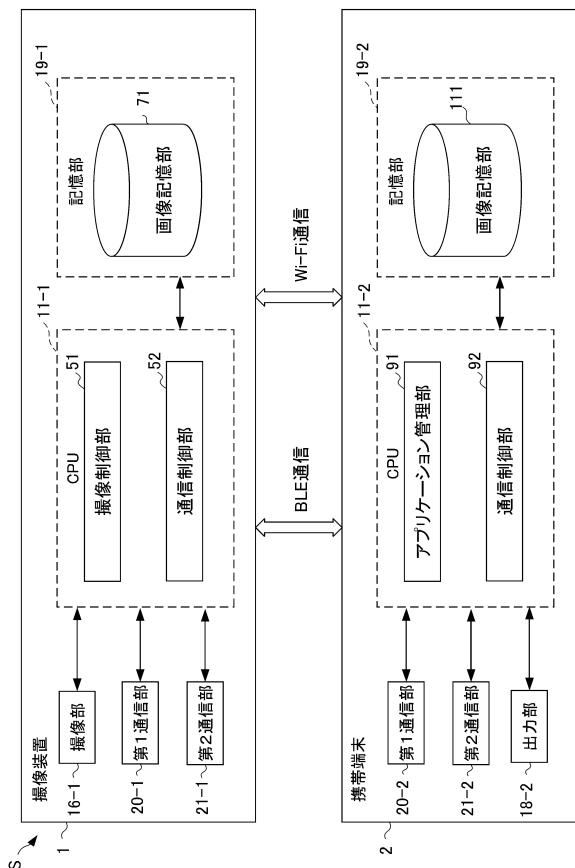 S
1
撮像装置
16-1
撮像部
20-1
第1通信部
21-1
第2通信部
11-1
CPU
51
撮像制御部
52
通信制御部
19-1
記憶部
71
画像記憶部
BLE通信
Wi-Fi通信
2
携帯端末
20-2
第1通信部
21-2
第2通信部
18-2
出力部
11-2
CPU
91
アプリケーション管理部
92
通信制御部
19-2
記憶部
111
画像記憶部